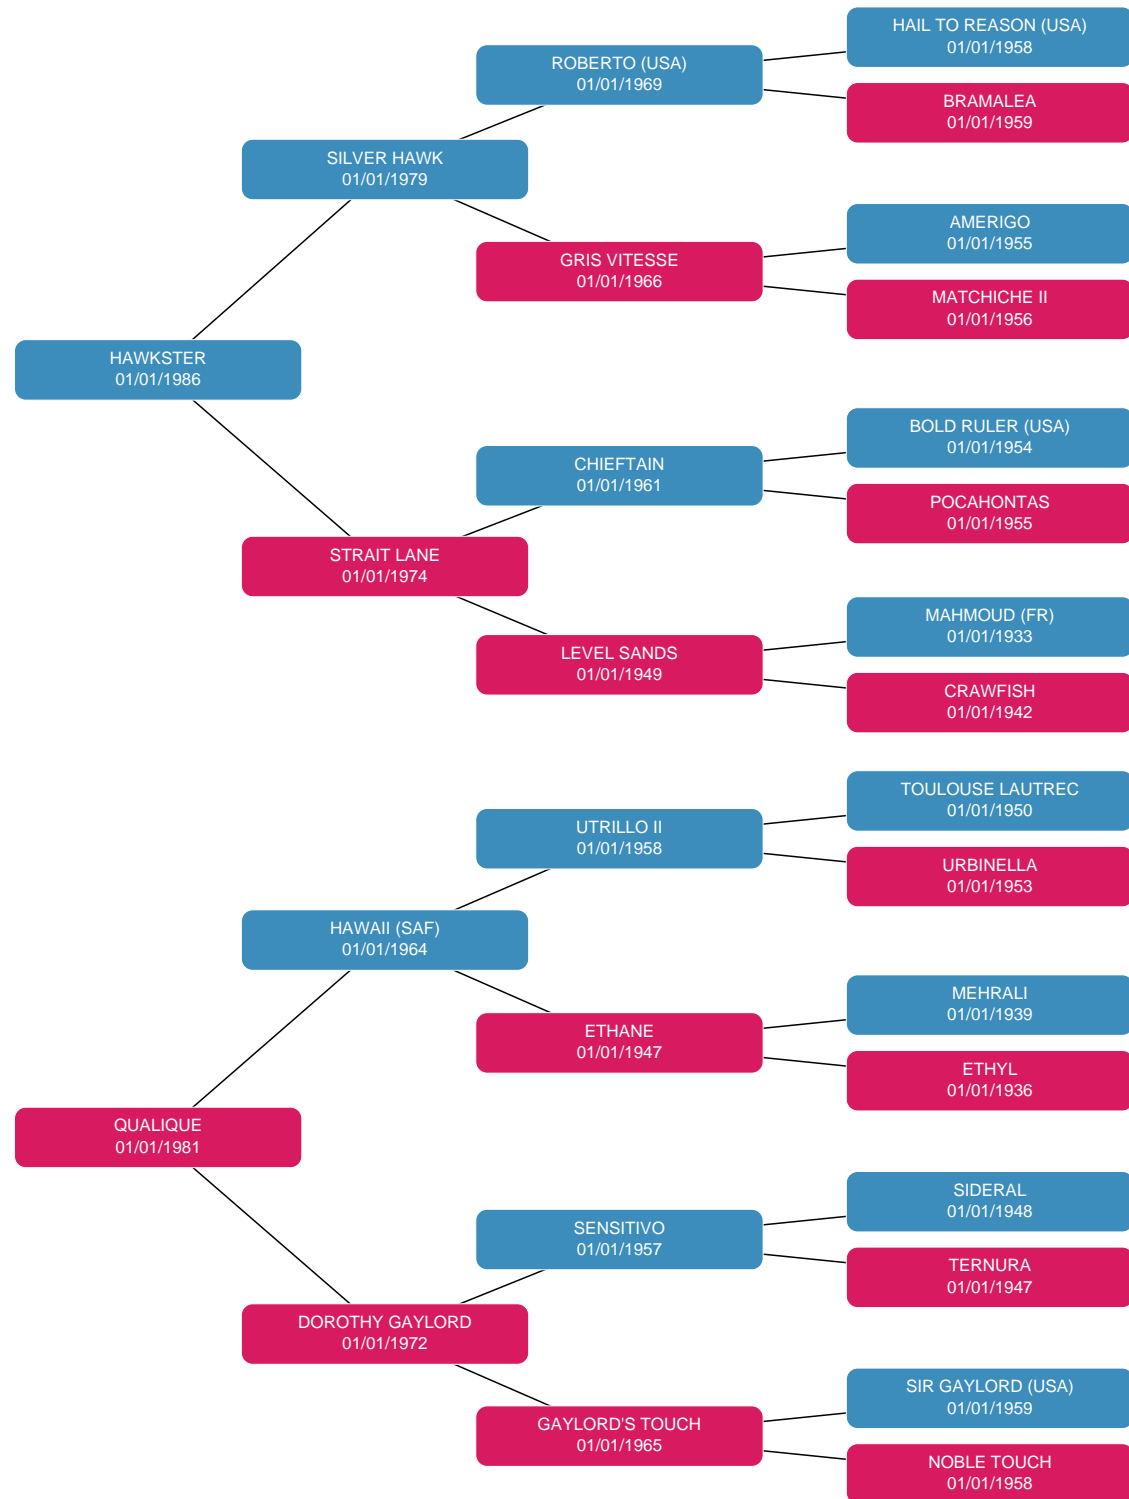 HAIL TO REASON (USA)
01/01/1958
ROBERTO (USA)
01/01/1969
BRAMALEA
01/01/1959
SILVER HAWK
01/01/1979
AMERIGO
01/01/1955
GRIS VITESSE
01/01/1966
MATCHICHE II
01/01/1956
HAWKSTER
01/01/1986
BOLD RULER (USA)
01/01/1954
CHIEFTAIN
01/01/1961
POCAHONTAS
01/01/1955
STRAIT LANE
01/01/1974
MAHMOUD (FR)
01/01/1933
LEVEL SANDS
01/01/1949
CRAWFISH
01/01/1942
TOULOUSE LAUTREC
01/01/1950
UTRILLO II
01/01/1958
URBINELLA
01/01/1953
HAWAII (SAF)
01/01/1964
MEHRALI
01/01/1939
ETHANE
01/01/1947
ETHYL
01/01/1936
QUALIQUE
01/01/1981
SIDERAL
01/01/1948
SENSITIVO
01/01/1957
TERNURA
01/01/1947
DOROTHY GAYLORD
01/01/1972
SIR GAYLORD (USA)
01/01/1959
GAYLORD'S TOUCH
01/01/1965
NOBLE TOUCH
01/01/1958